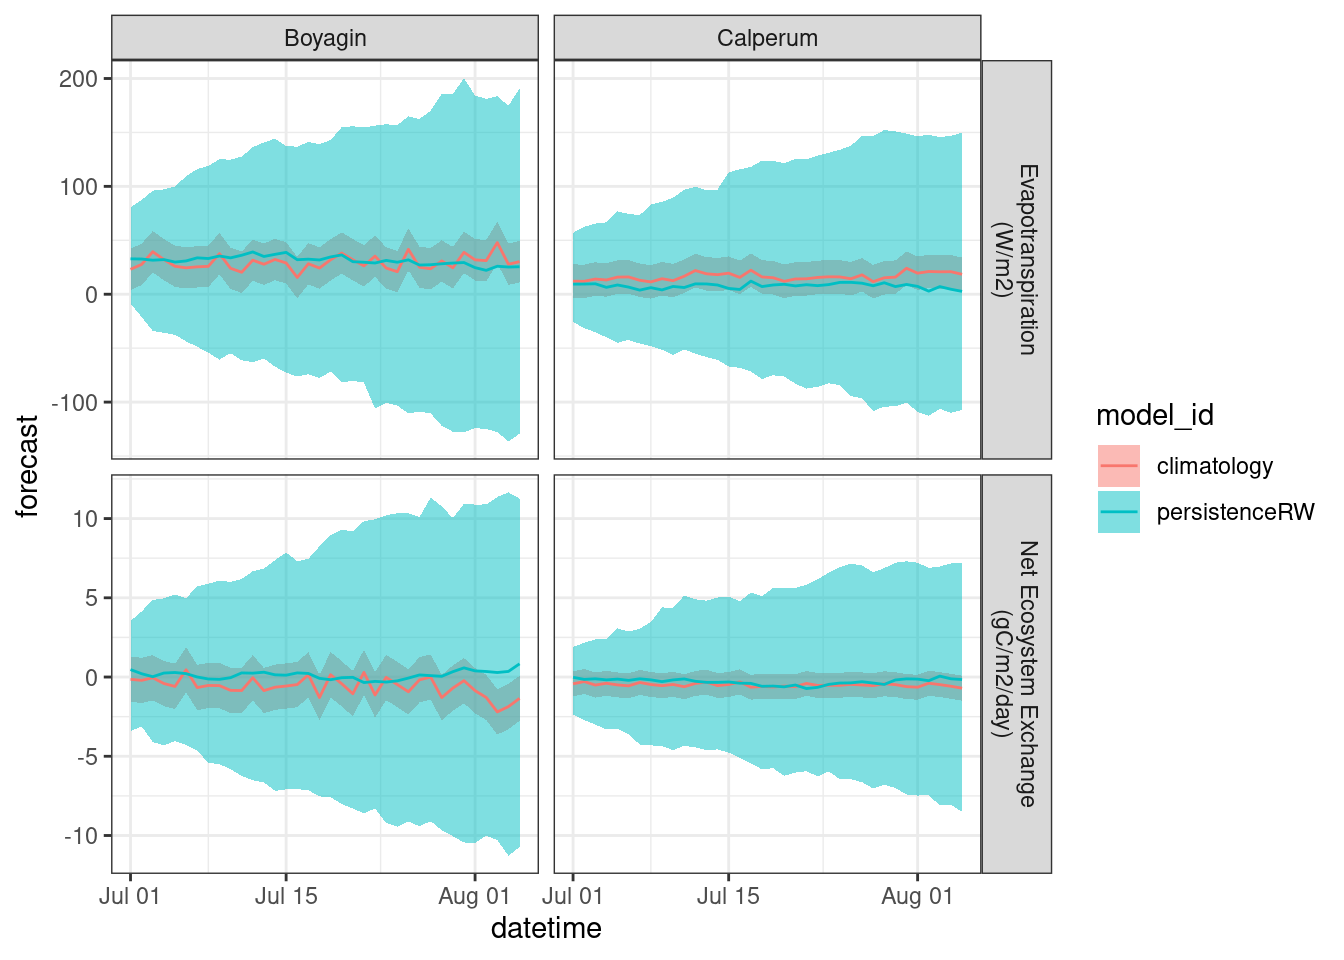 Boyagin
Calperum
200
100
0
-100
Evapotranspiration
(W/m2)
10
5
0
-5
-10
Net Ecosystem Exchange
(gC/m2/day)
forecast
Jul 01
Jul 15
Aug 01
Jul 01
Jul 15
Aug 01
datetime
model_id
climatology
persistenceRW